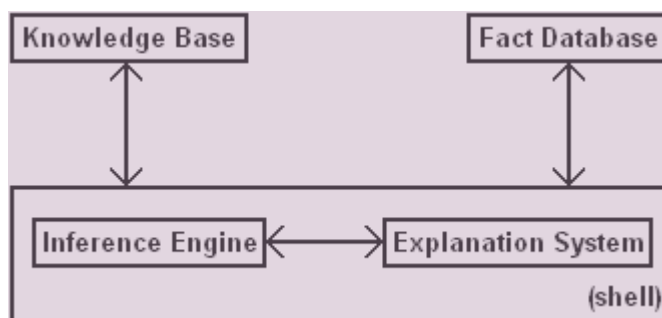 Knowledge Base
Fact Database
Inference Engine
Explanation System
(shell)